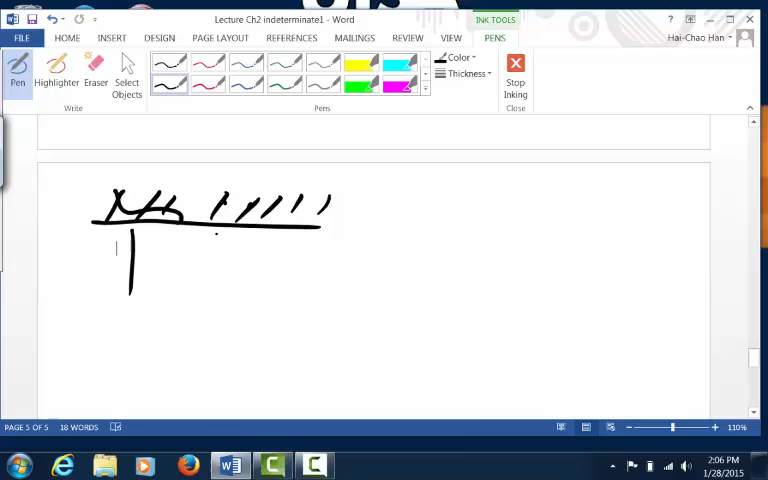 Lecture Ch2 indeterminate1 - Word
INK TOOLS
? 
FILE HOME INSERT DESIGN PAGE LAYOUT REFERENCES MAILINGS REVIEW VIEW PENS
Hai-Chao Han
Pen Highlighter Eraser Select Objects
Color
Thickness
Stop Inking
Write Pens Close
PAGE 5 OF 5 18 WORDS 110%
2:06 PM
1/28/2015